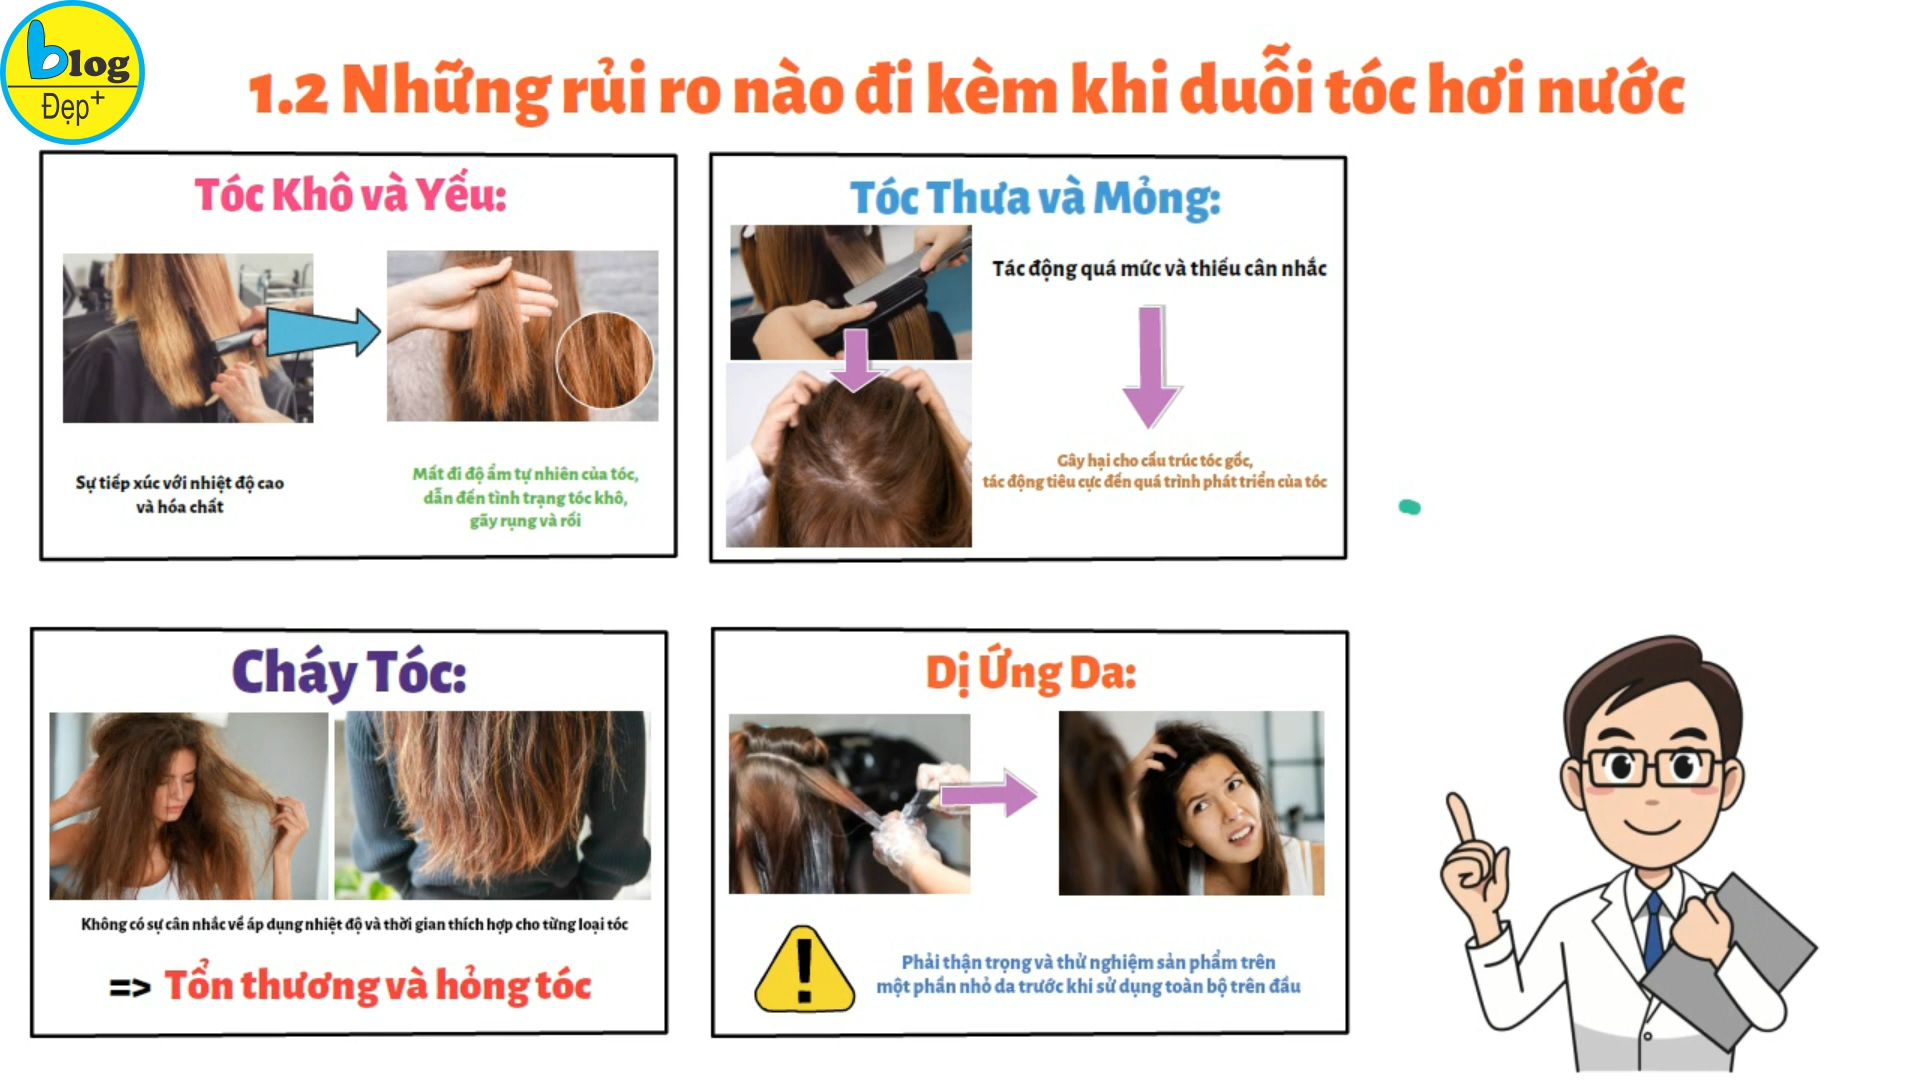 blog
Đẹp+
1.2 Những rủi ro nào đi kèm khi duỗi tóc hơi nước
Tóc Khô và Yếu:
Sự tiếp xúc với nhiệt độ cao
và hóa chất
Mất đi độ ẩm tự nhiên của tóc,
dẫn đến tình trạng tóc khô,
gãy rụng và rối
Tóc Thưa và Mỏng:
Tác động quá mức và thiếu cân nhắc
Gây hại cho cấu trúc tóc gốc,
tác động tiêu cực đến quá trình phát triển của tóc
Cháy Tóc:
Không có sự cân nhắc về áp dụng nhiệt độ và thời gian thích hợp cho từng loại tóc
=> Tổn thương và hỏng tóc
Dị Ứng Da:
Phải thận trọng và thử nghiệm sản phẩm trên
một phần nhỏ da trước khi sử dụng toàn bộ trên đầu